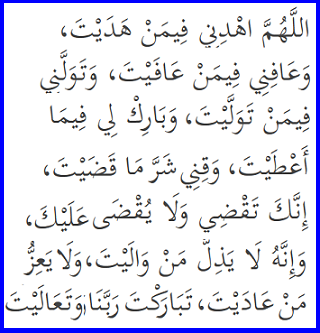 اللَّهُمَّ اهْدِنِي فِيمَنْ هَدَيْتَ،
وَعَافِنِي فِيمَنْ عَافَيْتَ، وَتَوَلَّنِي
فِيمَنْ تَوَلَّيْتَ، وَبَارِكْ لِي فِيمَا
أَعْطَيْتَ، وَقِنِي شَرَّ مَا قَضَيْتَ،
إِنَّكَ تَقْضِي وَلَا يُقْضَى عَلَيْكَ،
وَإِنَّهُ لَا يَذِلُّ مَنْ وَالَيْتَ، وَلَا يَعِزُّ
مَنْ عَادَيْتَ، تَبَارَكْتَ رَبَّنَا وَتَعَالَيْتَ